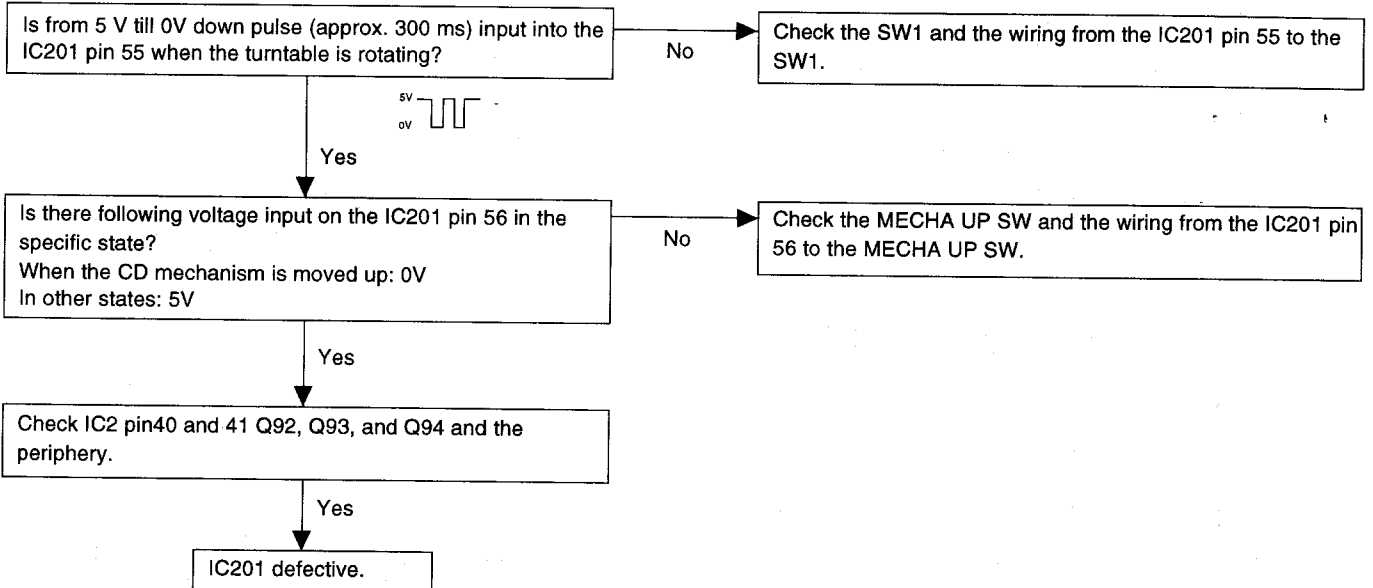 Is from 5 V till 0V down pulse (approx. 300 ms) input into the
IC201 pin 55 when the turntable is rotating?
No
Check the SW1 and the wiring from the IC201 pin 55 to the
SW1.
5V
0V
Yes
Is there following voltage input on the IC201 pin 56 in the
specific state?
When the CD mechanism is moved up: 0V
In other states: 5V
No
Check the MECHA UP SW and the wiring from the IC201 pin
56 to the MECHA UP SW.
Yes
Check IC2 pin40 and 41 Q92, Q93, and Q94 and the
periphery.
Yes
IC201 defective.